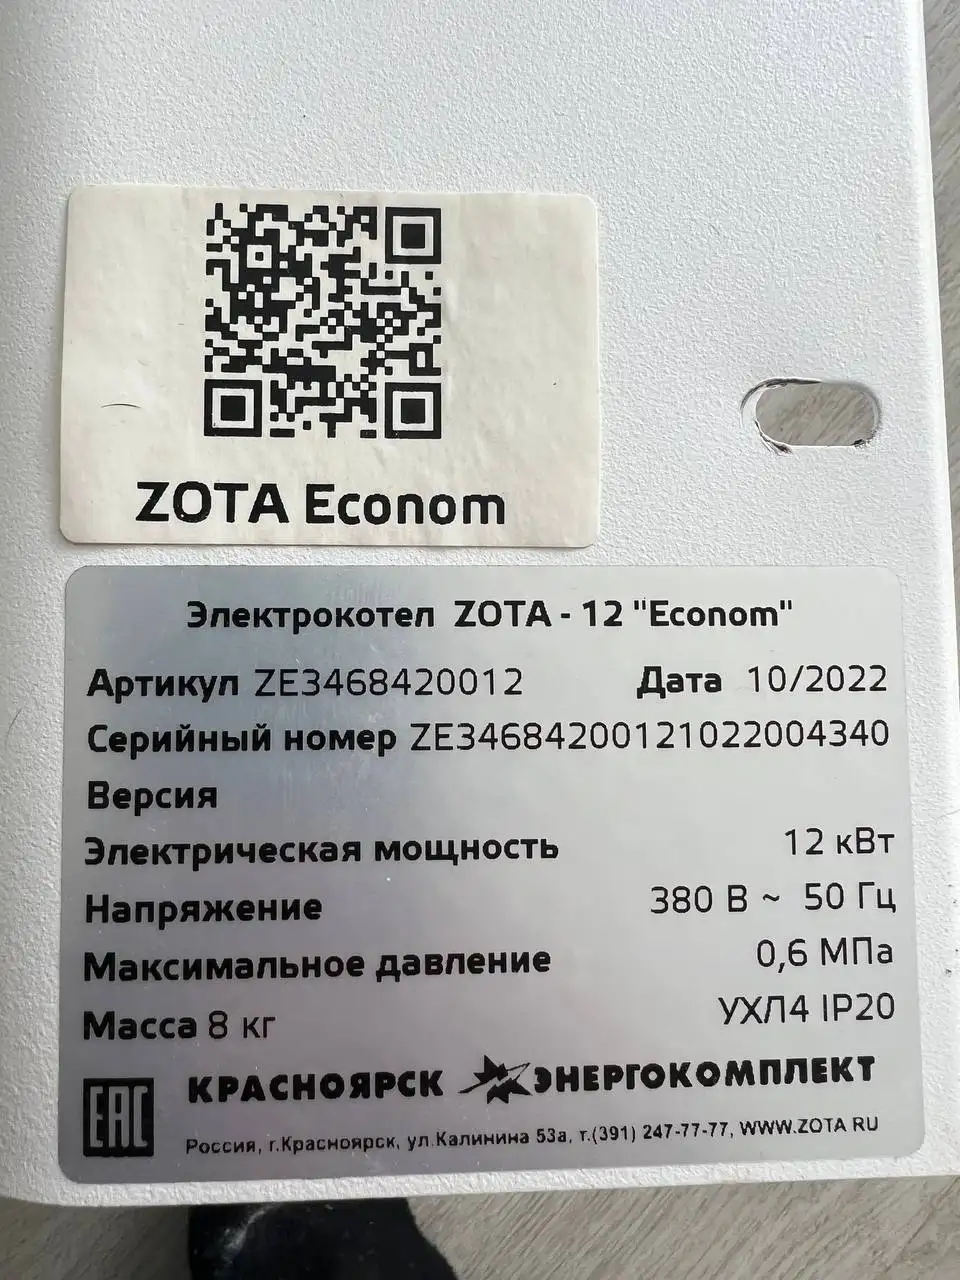 ZOTA Econom
Электрокотел ZOTA - 12 "Econom"
Артикул ZE3468420012 Дата 10/2022
Серийный номер ZE34684200121022004340
Версия
Электрическая мощность 12 кВт
Напряжение 380 В ~ 50 Гц
Максимальное давление 0,6 МПа
Масса 8 кг УХЛ4 IP20
EAC КРАСНОЯРСК ЭНЕРГОКОМПЛЕКТ
Россия, г.Красноярск, ул.Калинина 53а, т.(391) 247-77-77, WWW.ZOTA.RU